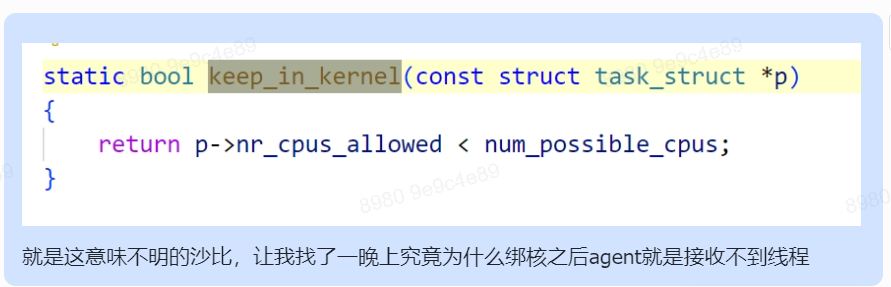 static bool keep_in_kernel(const struct task_struct *p)
{
    return p->nr_cpus_allowed < num_possible_cpus;
}
8980 9e9c4e89
就是这意味不明的沙比，让我找了一晚上究竟为什么绑核之后agent就是接收不到线程